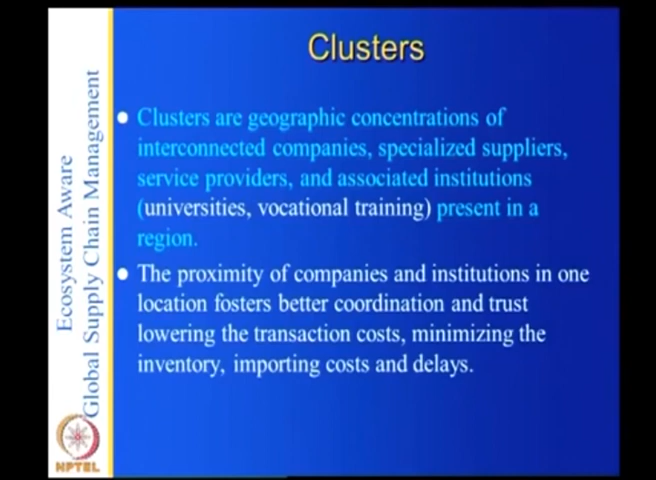 Clusters
Clusters are geographic concentrations of
interconnected companies, specialized suppliers,
service providers, and associated institutions
(universities, vocational training) present in a
region.
The proximity of companies and institutions in one
location fosters better coordination and trust
lowering the transaction costs, minimizing the
inventory, importing costs and delays.
Ecosystem Aware
Global Supply Chain Management
NPTEL